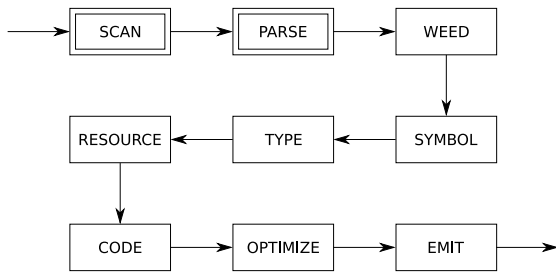 SCAN
PARSE
WEED
SYMBOL
TYPE
RESOURCE
CODE
OPTIMIZE
EMIT